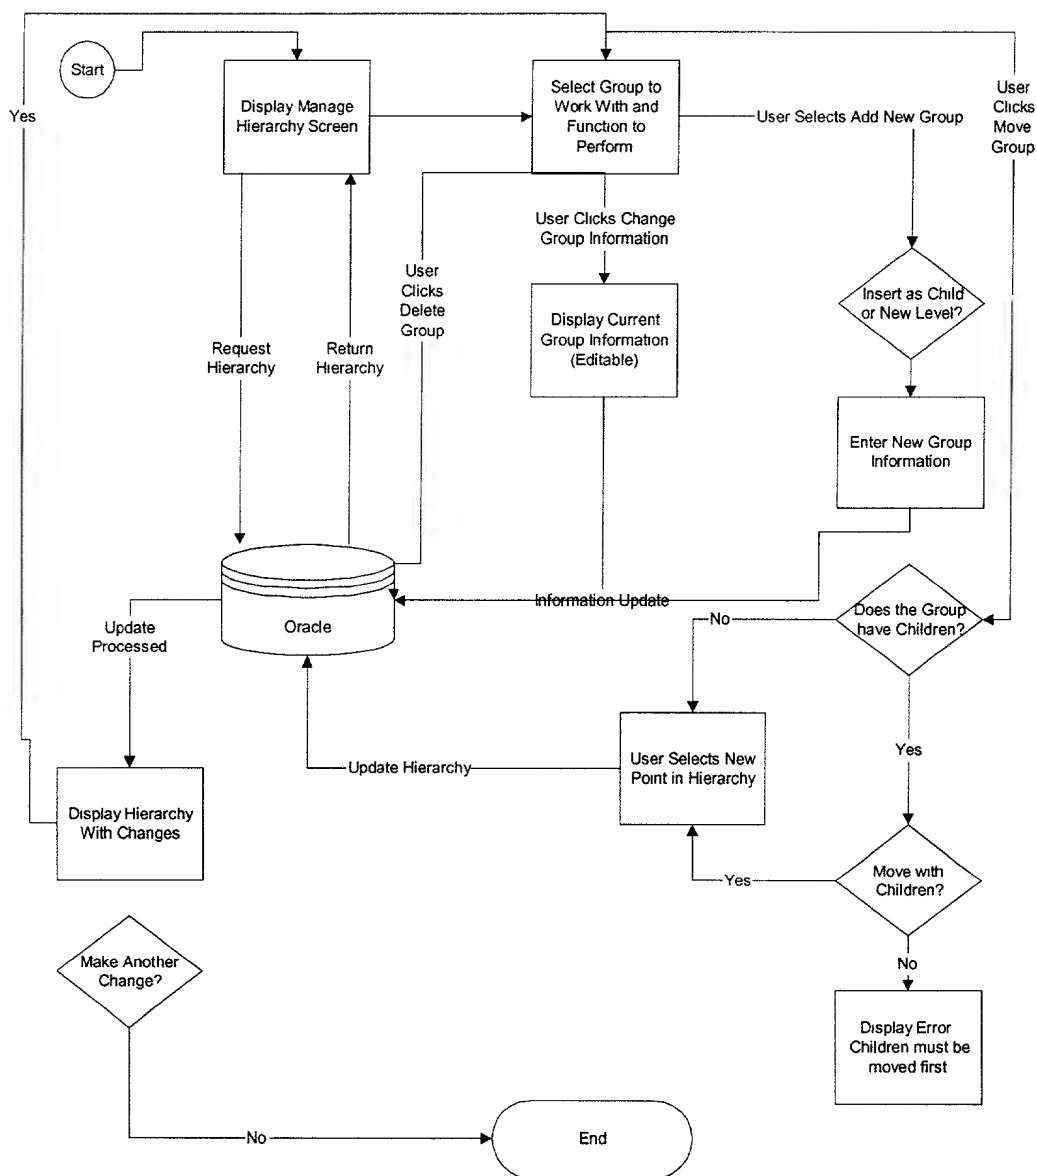 Start
Yes
Display Manage
Hierarchy Screen
Select Group to
Work With and
Function to
Perform
User Selects Add New Group
User
Clicks
Move
Group
User Clicks Change
Group Information
User
Clicks
Delete
Group
Insert as Child
or New Level?
Display Current
Group Information
(Editable)
Request
Hierarchy
Return
Hierarchy
Enter New Group
Information
Information Update
Oracle
Update
Processed
No
Does the Group
have Children?
Yes
User Selects New
Point in Hierarchy
Update Hierarchy
Display Hierarchy
With Changes
Yes
Move with
Children?
No
Make Another
Change?
Display Error
Children must be
moved first
No
End